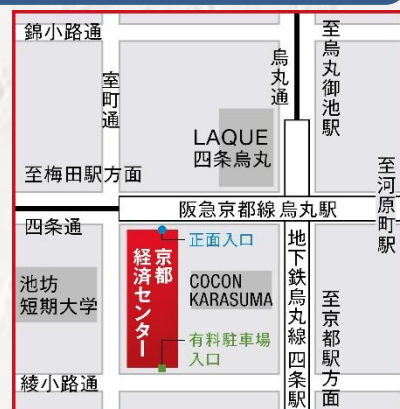 錦小路通
室町通
烏丸通
至烏丸御池駅
LAQUE
四条烏丸
至梅田駅方面
至河原町駅
阪急京都線 烏丸駅
四条通
正面入口
京都
経済センター
池坊
短期大学
COCON
KARASUMA
地下鉄烏丸線 四条駅
至京都駅方面
有料駐車場
入口
綾小路通